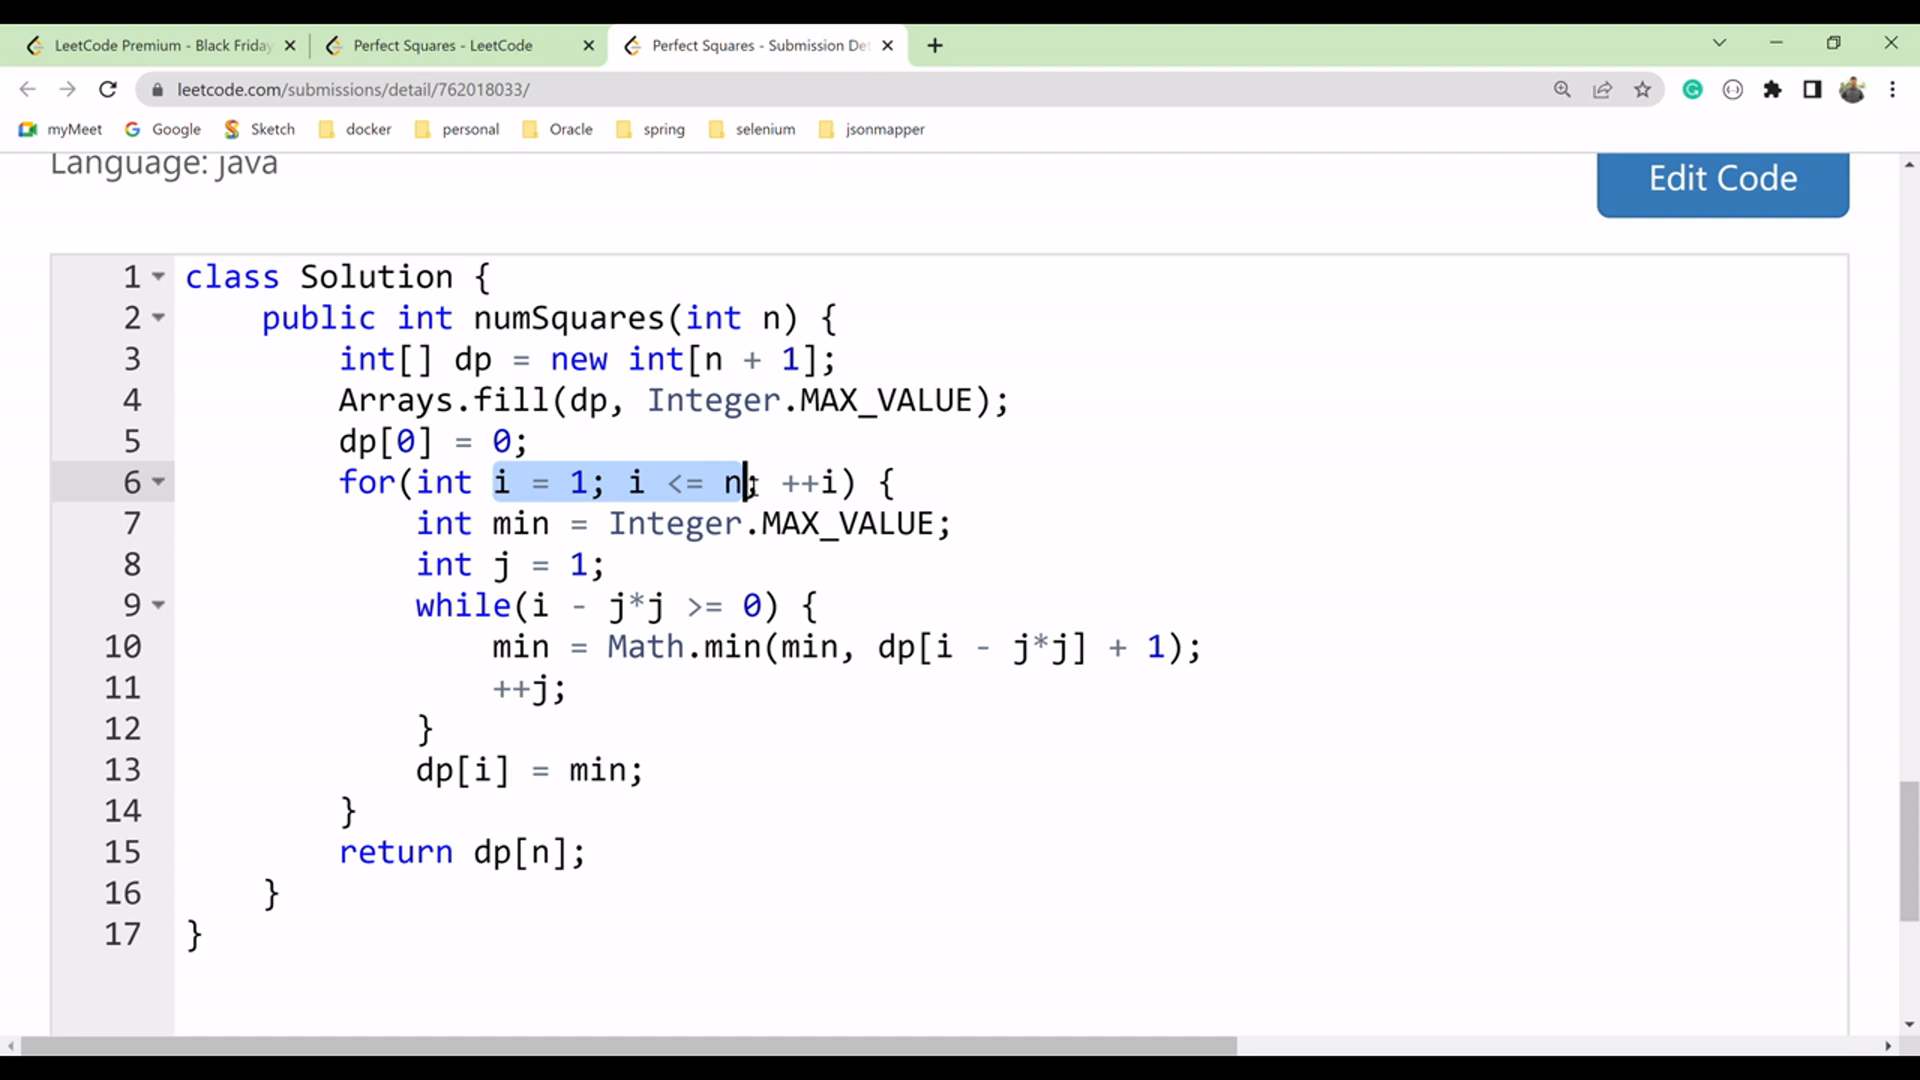 LeetCode Premium - Black Friday
Perfect Squares - LeetCode
Perfect Squares - Submission Det
leetcode.com/submissions/detail/762018033/
myMeet
Google
Sketch
docker
personal
Oracle
spring
selenium
jsonmapper
Language: java
Edit Code
1 class Solution {
2 public int numSquares(int n) {
3 int[] dp = new int[n + 1];
4 Arrays.fill(dp, Integer.MAX_VALUE);
5 dp[0] = 0;
6 for(int i = 1; i <= n; ++i) {
7 int min = Integer.MAX_VALUE;
8 int j = 1;
9 while(i - j*j >= 0) {
10 min = Math.min(min, dp[i - j*j] + 1);
11 ++j;
12 }
13 dp[i] = min;
14 }
15 return dp[n];
16 }
17 }